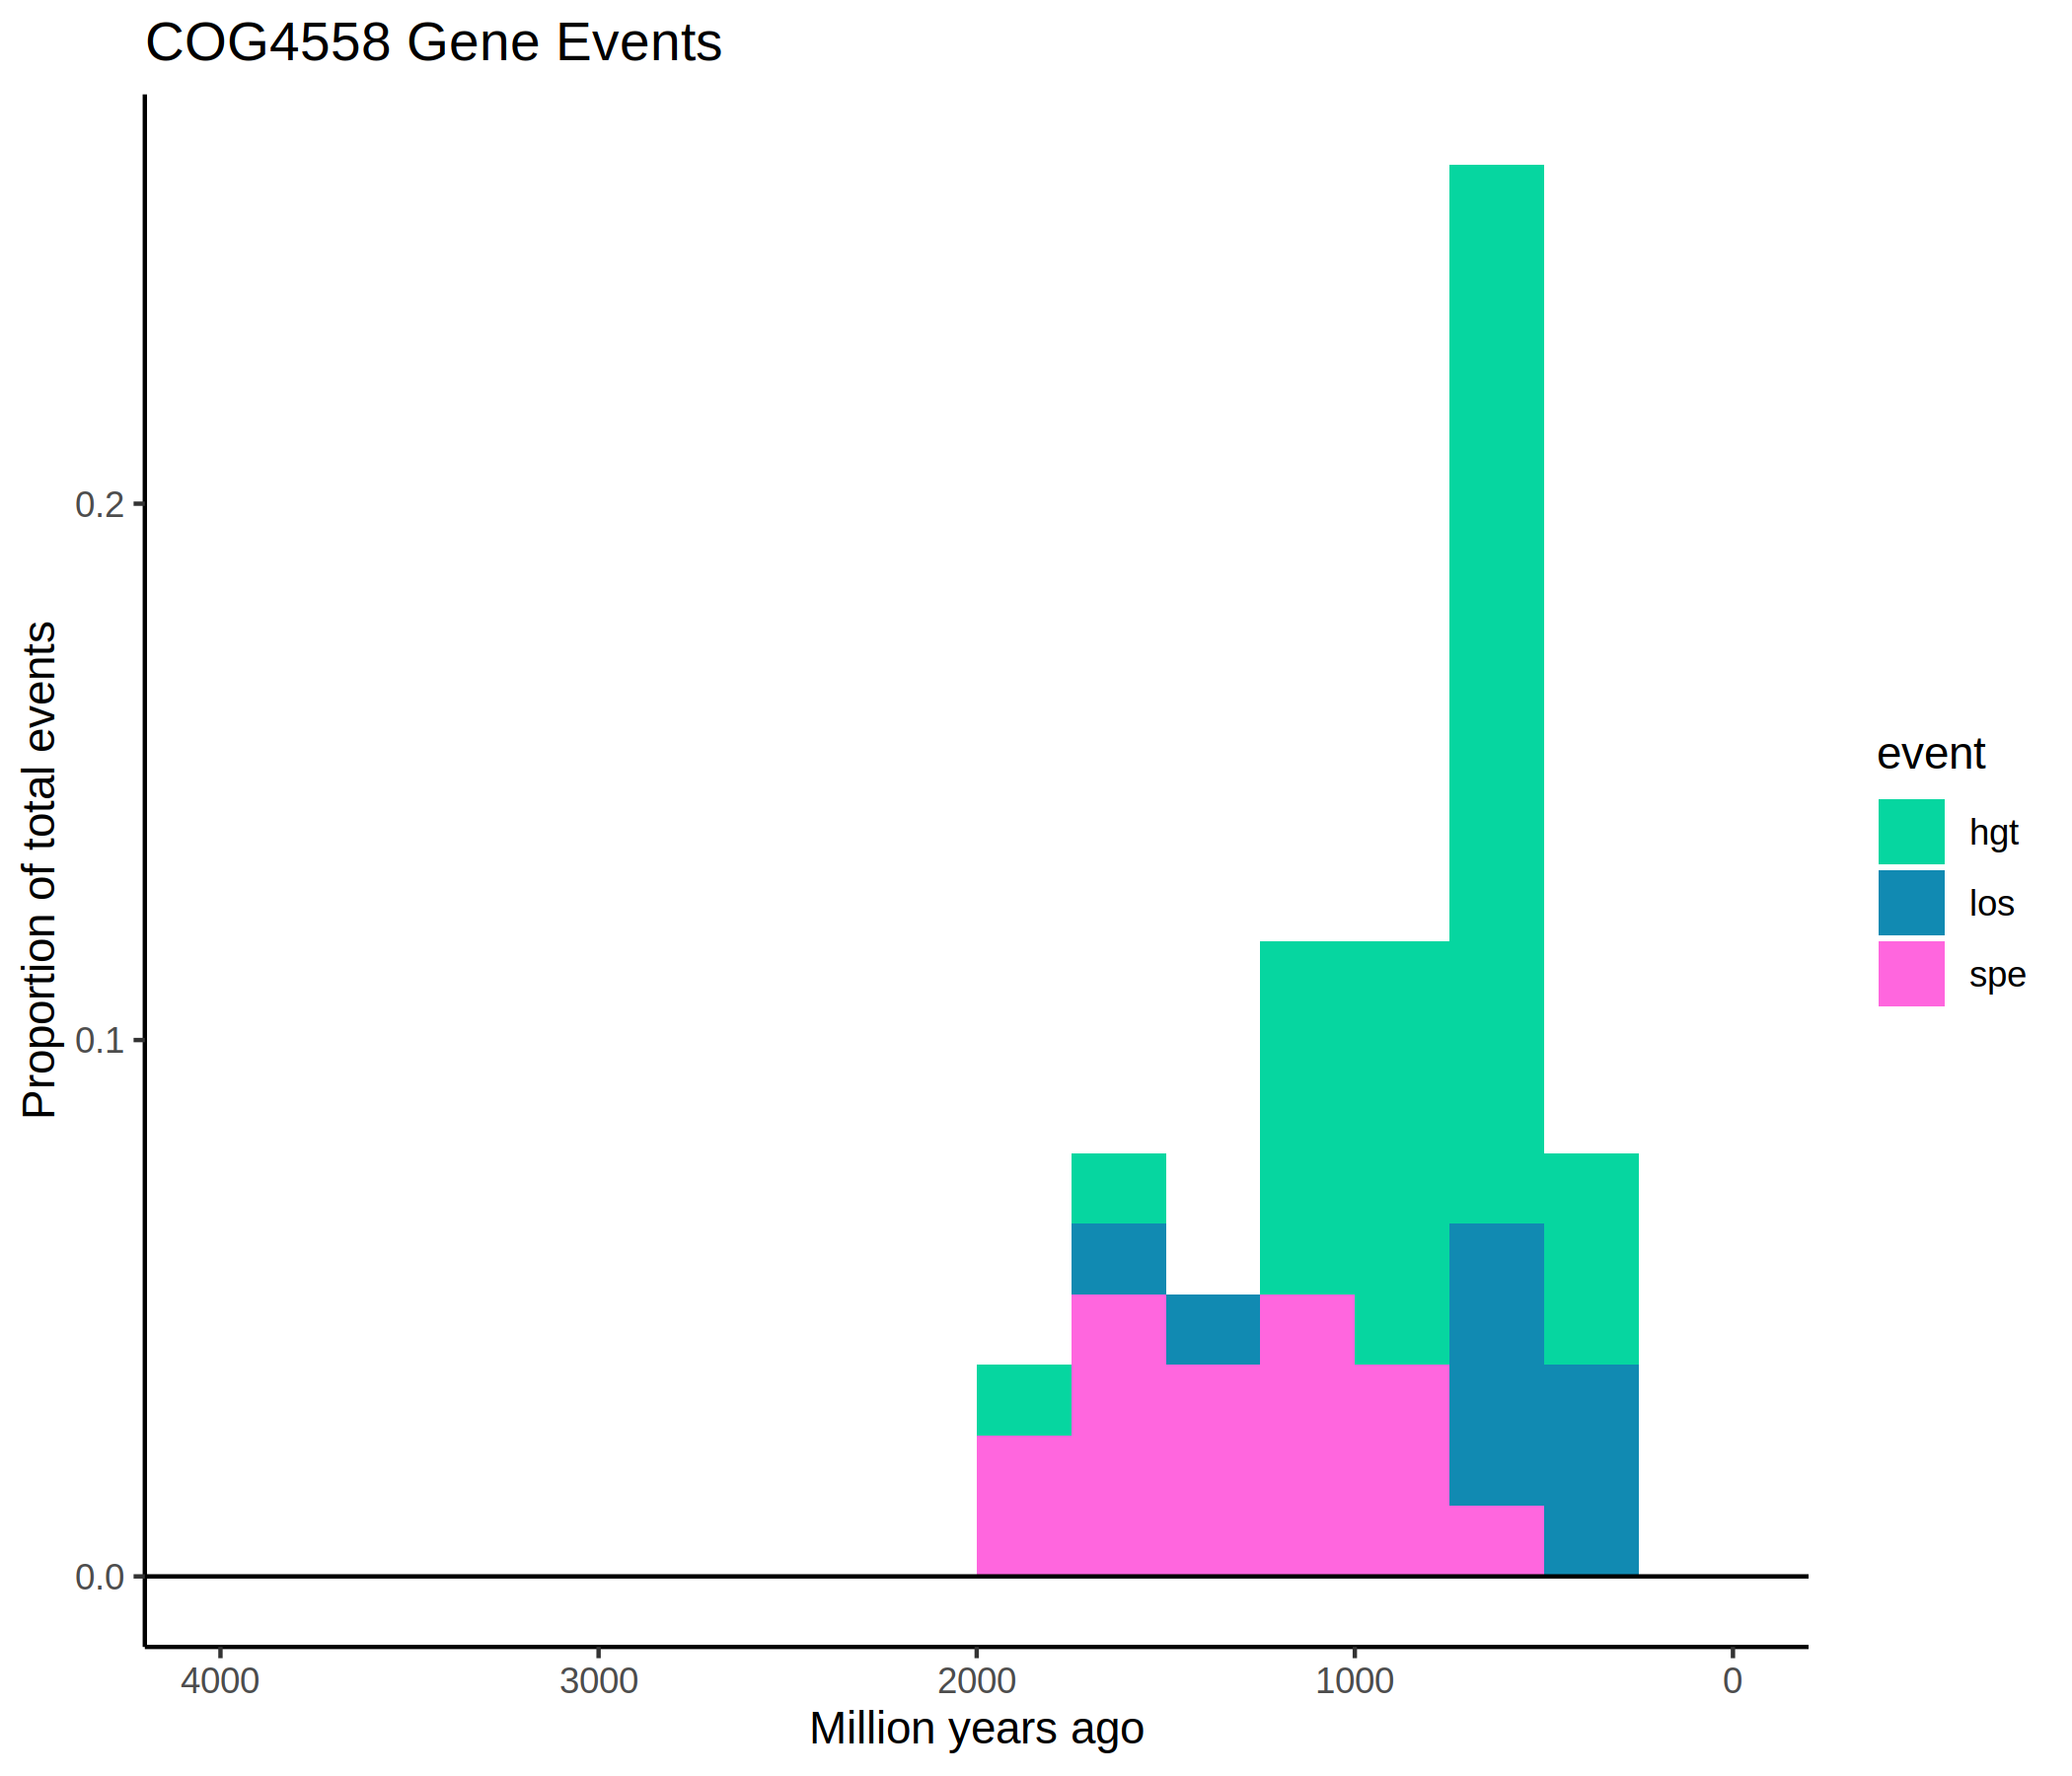 COG4558 Gene Events
Proportion of total events
0.2
0.1
0.0
4000 3000 2000 1000 0
Million years ago
event
hgt
los
spe